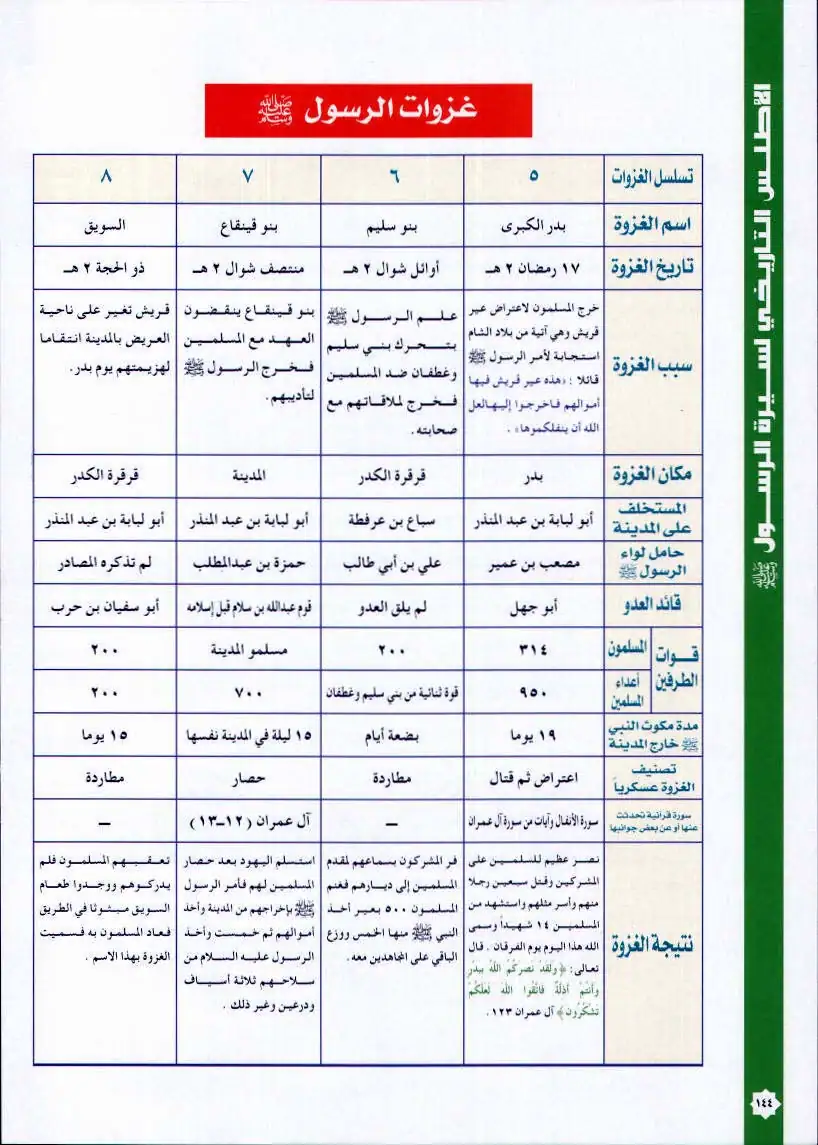 الأطلس التاريخي لسيرة الرسول ﷺ
غزوات الرسول ﷺ
تسلسل الغزوات ٥ ٦ ٧ ٨
اسم الغزوة بدر الكبرى بنو سليم بنو قينقاع السويق
تاريخ الغزوة ١٧ رمضان ٢ هـ أوائل شوال ٢ هـ منتصف شوال ٢ هـ ذو الحجة ٢ هـ
سبب الغزوة
خرج المسلمون لاعتراض عير
قريش وهي آتية من بلاد الشام
استجابة لأمر الرسول ﷺ
قائلا : «هذه عير قريش فيها
أموالهم فاخرجوا إليها لعل
الله أن ينفلكموها» .
علم الرسول ﷺ
بتحرك بني سليم
وغطفان ضد المسلمين
فخرج لملاقاتهم مع
صحابته.
بنو قينقاع ينقضون
العهد مع المسلمين
فخرج الرسول ﷺ
لتأديبهم.
قريش تغير على ناحية
العريض بالمدينة انتقاما
لهزيمتهم يوم بدر.
مكان الغزوة بدر قرقرة الكدر المدينة قرقرة الكدر
المستخلف
على المدينة
أبو لبابة بن عبد المنذر سباع بن عرفطة أبو لبابة بن عبد المنذر أبو لبابة بن عبد المنذر
حامل لواء
الرسول ﷺ
مصعب بن عمير علي بن أبي طالب حمزة بن عبدالمطلب لم تذكره المصادر
قائد العدو أبو جهل لم يلق العدو قوم عبدالله بن سلام قبل إسلامه أبو سفيان بن حرب
قوات
الطرفين
المسلمون ٣١٤ ٢٠٠ مسلمو المدينة ٢٠٠
أعداء
المسلمين
٩٥٠ قوة ثنائية من بني سليم وغطفان ٧٠٠ ٢٠٠
مدة مكوث النبي
ﷺ خارج المدينة
١٩ يوما بضعة أيام ١٥ ليلة في المدينة نفسها ١٥ يوما
تصنيف
الغزوة عسكرياً
اعتراض ثم قتال مطاردة حصار مطاردة
سورة قرآنية تحدثت
عنها أو عن بعض جوانبها
سورة الأنفال وآيات من سورة آل عمران — آل عمران (١٢–١٣) —
نتيجة الغزوة
نصر عظيم للمسلمين على
المشركين وقتل سبعين رجلا
منهم وأسر مثلهم واستشهد من
المسلمين ١٤ شهيداً وسمى
الله هذا اليوم يوم الفرقان . قال
تعالى: ﴿وَلَقَدْ نَصَرَكُمُ اللَّهُ بِبَدْرٍ
وَأَنتُمْ أَذِلَّةٌ فَاتَّقُوا اللَّهَ لَعَلَّكُمْ
تَشْكُرُونَ﴾ آل عمران ١٢٣ .
فر المشركون بسماعهم لمقدم
المسلمين إلى ديارهم فغنم
المسلمون ٥٠٠ بعير أخذ
النبي ﷺ منها الخمس ووزع
الباقي على المجاهدين معه.
استسلم اليهود بعد حصار
المسلمين لهم فأمر الرسول
ﷺ بإخراجهم من المدينة وأخذ
أموالهم ثم خمست وأخذ
الرسول عليه السلام من
سلاحهم ثلاثة أسياف
ودرعين وغير ذلك .
تعقبهم المسلمون فلم
يدركوهم ووجدوا طعام
السويق مبثوثا في الطريق
فعاد المسلمون به فسميت
الغزوة بهذا الاسم .
١٤٤